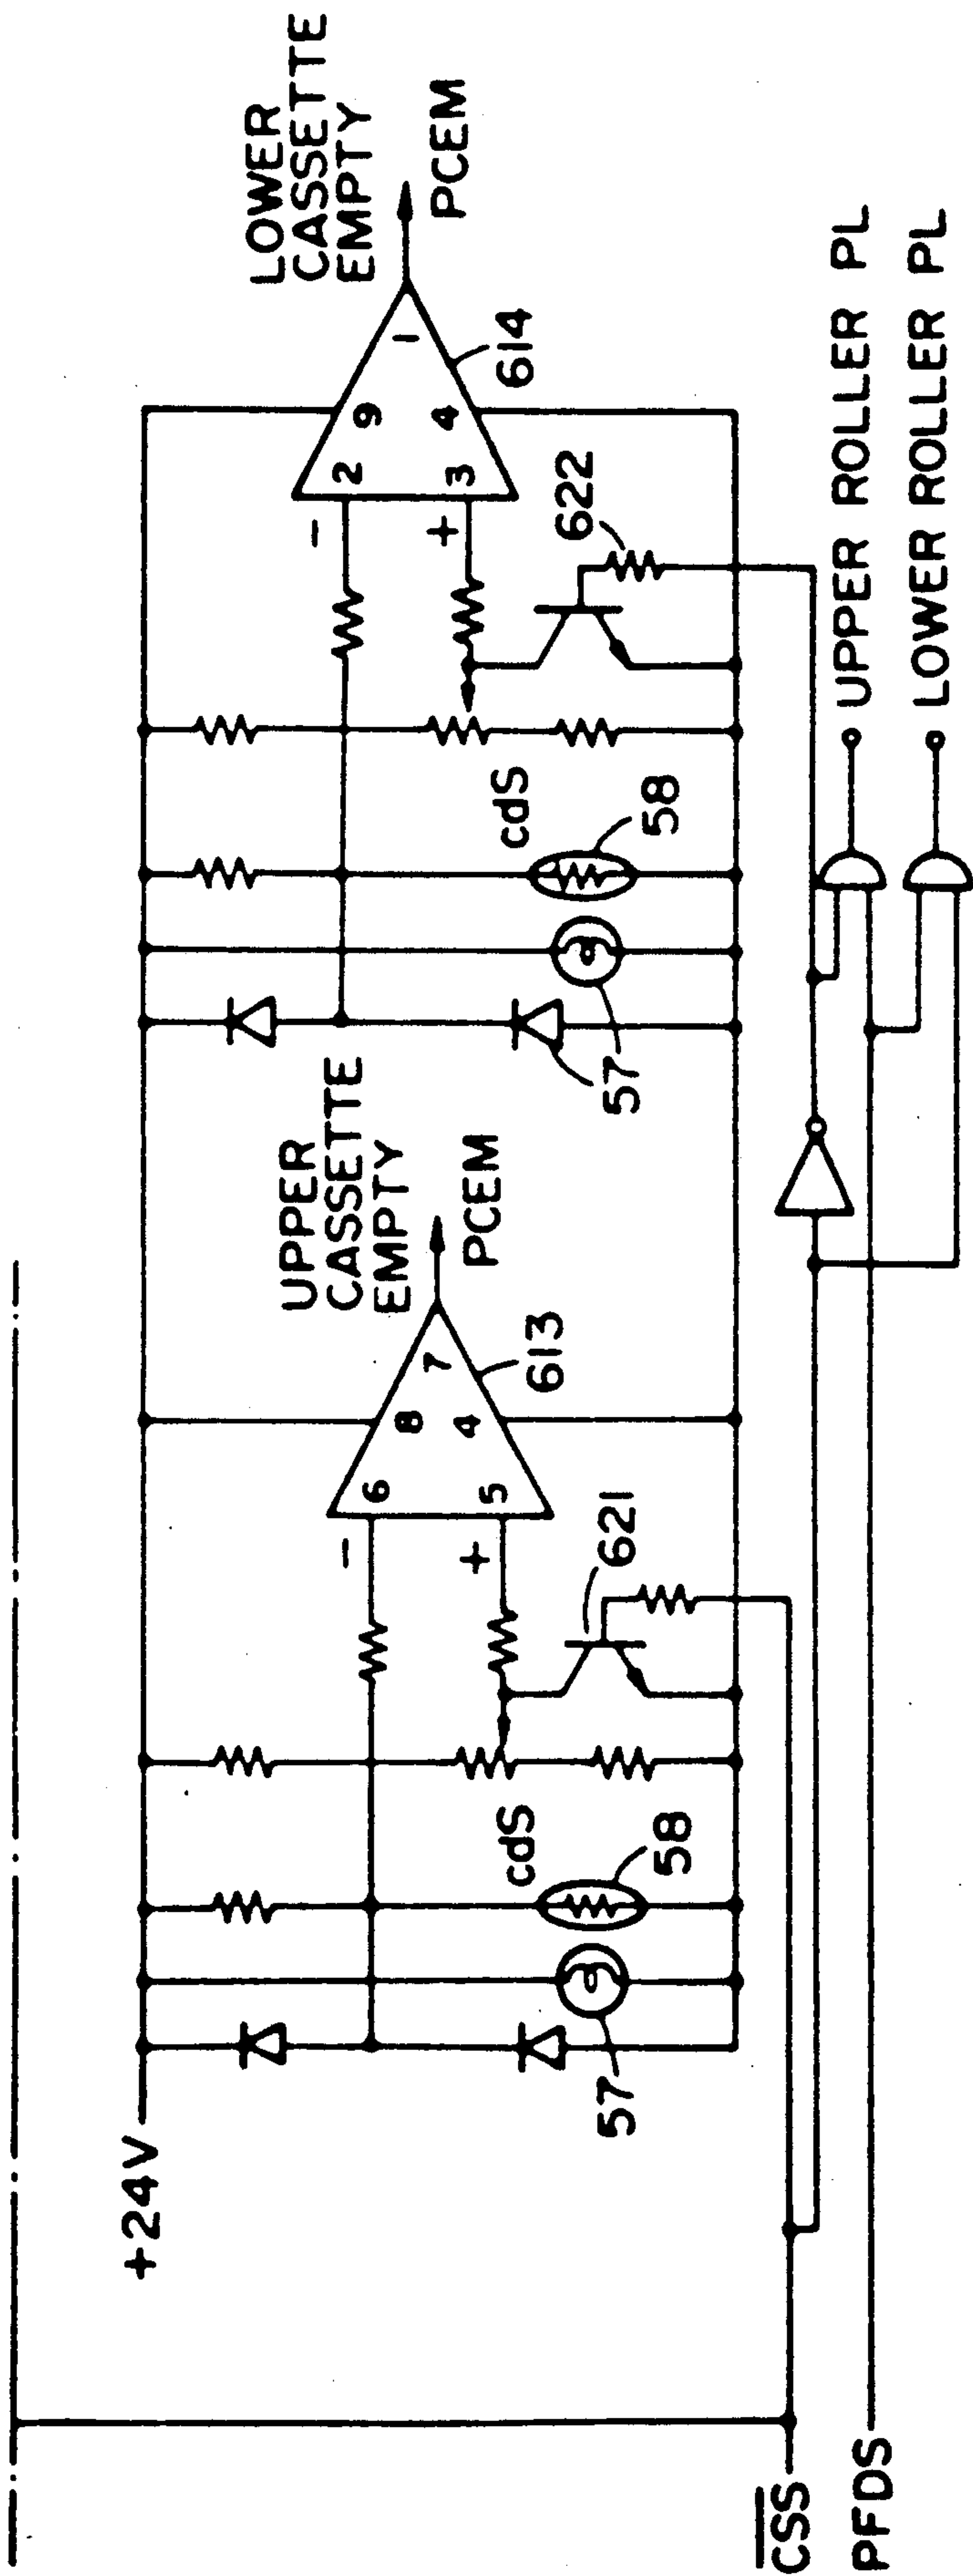 +24V
57
58
cdS
6
5
8
4
7
-
+
621
613
UPPER
CASSETTE
EMPTY
PCEM
57
58
cdS
2
3
9
4
1
-
+
622
614
LOWER
CASSETTE
EMPTY
PCEM
C̅S̅S̅
PFDS
UPPER ROLLER PL
LOWER ROLLER PL